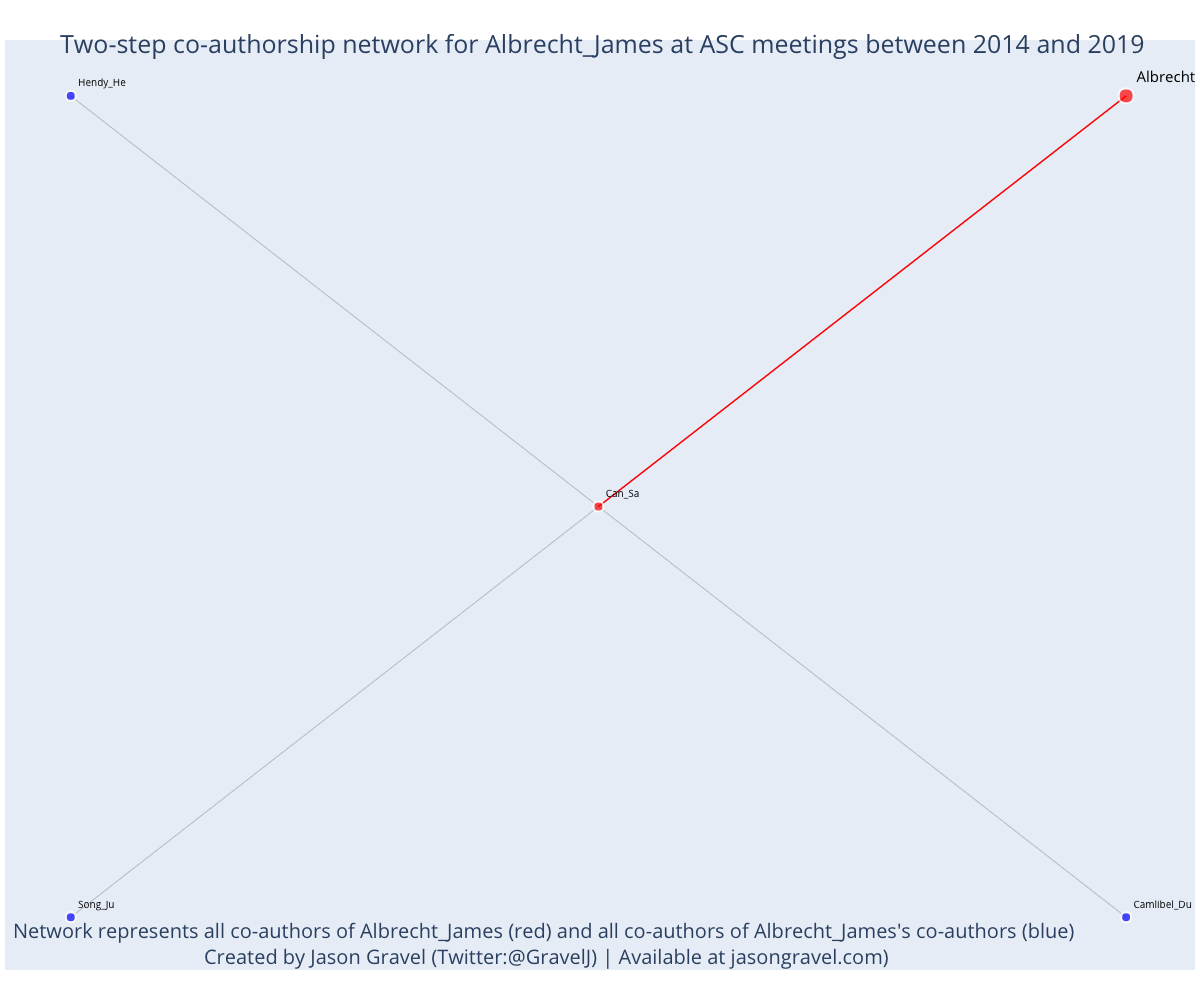 Two-step co-authorship network for Albrecht_James at ASC meetings between 2014 and 2019
Hendy_He
Albrecht
Can_Sa
Song_Ju
Camlibel_Du
Network represents all co-authors of Albrecht_James (red) and all co-authors of Albrecht_James's co-authors (blue)
Created by Jason Gravel (Twitter:@GravelJ) | Available at jasongravel.com)